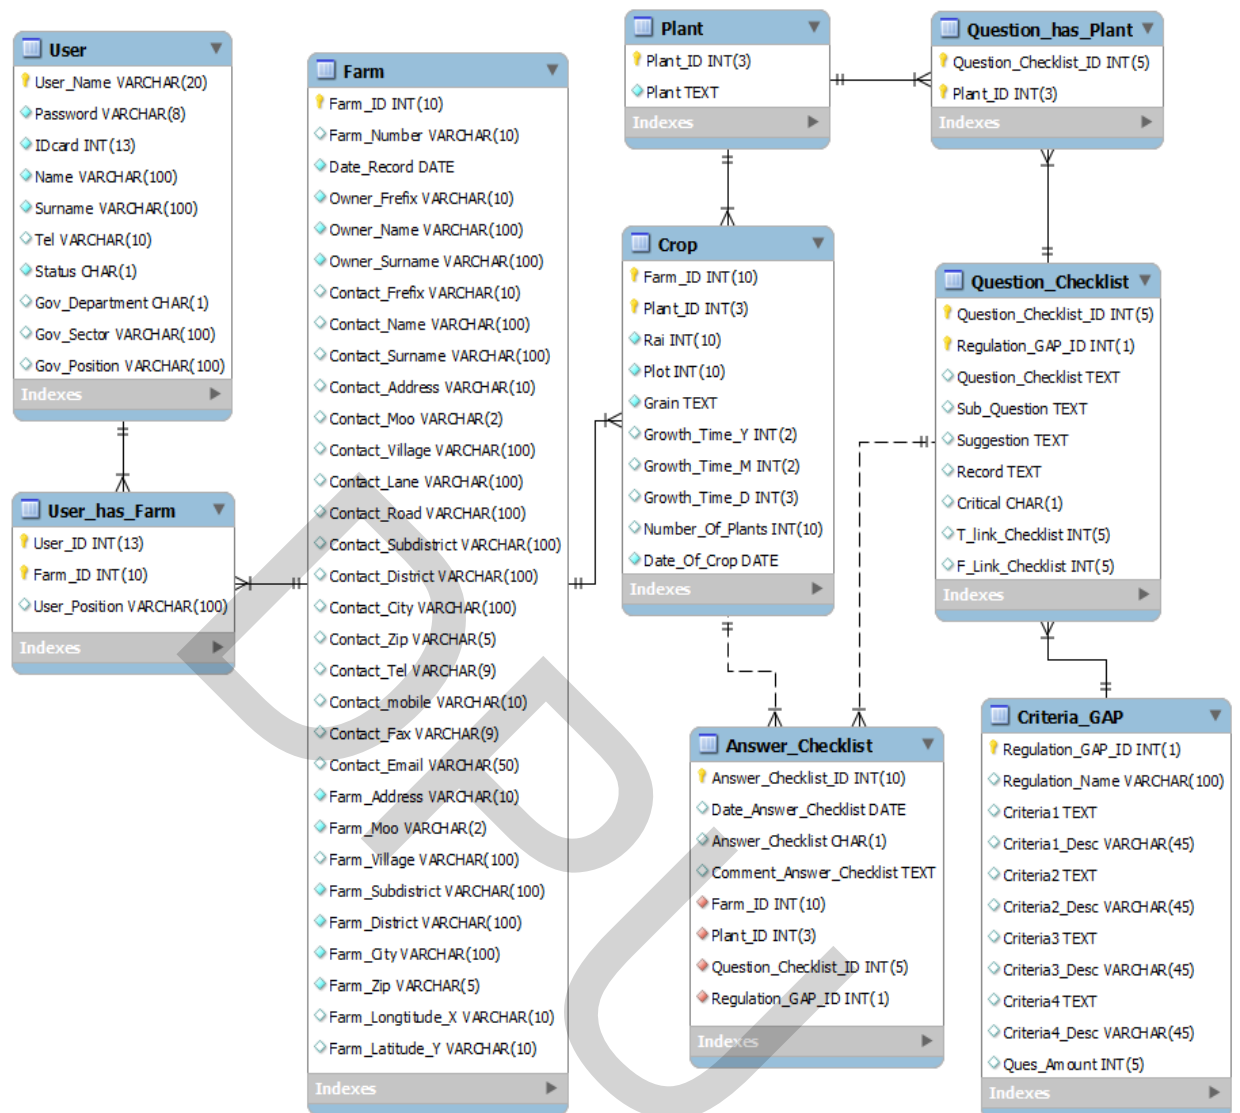 User
User_Name VARCHAR(20)
Password VARCHAR(8)
IDcard INT(13)
Name VARCHAR(100)
Surname VARCHAR(100)
Tel VARCHAR(10)
Status CHAR(1)
Gov_Department CHAR(1)
Gov_Sector VARCHAR(100)
Gov_Position VARCHAR(100)
Indexes
User_has_Farm
User_ID INT(13)
Farm_ID INT(10)
User_Position VARCHAR(100)
Indexes
Farm
Farm_ID INT(10)
Farm_Number VARCHAR(10)
Date_Record DATE
Owner_Frefix VARCHAR(10)
Owner_Name VARCHAR(100)
Owner_Surname VARCHAR(100)
Contact_Frefix VARCHAR(10)
Contact_Name VARCHAR(100)
Contact_Surname VARCHAR(100)
Contact_Address VARCHAR(10)
Contact_Moo VARCHAR(2)
Contact_Village VARCHAR(100)
Contact_Lane VARCHAR(100)
Contact_Road VARCHAR(100)
Contact_Subdistrict VARCHAR(100)
Contact_District VARCHAR(100)
Contact_City VARCHAR(100)
Contact_Zip VARCHAR(5)
Contact_Tel VARCHAR(9)
Contact_mobile VARCHAR(10)
Contact_Fax VARCHAR(9)
Contact_Email VARCHAR(50)
Farm_Address VARCHAR(10)
Farm_Moo VARCHAR(2)
Farm_Village VARCHAR(100)
Farm_Subdistrict VARCHAR(100)
Farm_District VARCHAR(100)
Farm_City VARCHAR(100)
Farm_Zip VARCHAR(5)
Farm_Longtitude_X VARCHAR(10)
Farm_Latitude_Y VARCHAR(10)
Indexes
Plant
Plant_ID INT(3)
Plant TEXT
Indexes
Crop
Farm_ID INT(10)
Plant_ID INT(3)
Rai INT(10)
Plot INT(10)
Grain TEXT
Growth_Time_Y INT(2)
Growth_Time_M INT(2)
Growth_Time_D INT(3)
Number_Of_Plants INT(10)
Date_Of_Crop DATE
Indexes
Answer_Checklist
Answer_Checklist_ID INT(10)
Date_Answer_Checklist DATE
Answer_Checklist CHAR(1)
Comment_Answer_Checklist TEXT
Farm_ID INT(10)
Plant_ID INT(3)
Question_Checklist_ID INT(5)
Regulation_GAP_ID INT(1)
Indexes
Question_has_Plant
Question_Checklist_ID INT(5)
Plant_ID INT(3)
Indexes
Question_Checklist
Question_Checklist_ID INT(5)
Regulation_GAP_ID INT(1)
Question_Checklist TEXT
Sub_Question TEXT
Suggestion TEXT
Record TEXT
Critical CHAR(1)
T_link_Checklist INT(5)
F_Link_Checklist INT(5)
Indexes
Criteria_GAP
Regulation_GAP_ID INT(1)
Regulation_Name VARCHAR(100)
Criteria1 TEXT
Criteria1_Desc VARCHAR(45)
Criteria2 TEXT
Criteria2_Desc VARCHAR(45)
Criteria3 TEXT
Criteria3_Desc VARCHAR(45)
Criteria4 TEXT
Criteria4_Desc VARCHAR(45)
Ques_Amount INT(5)
Indexes
DPU